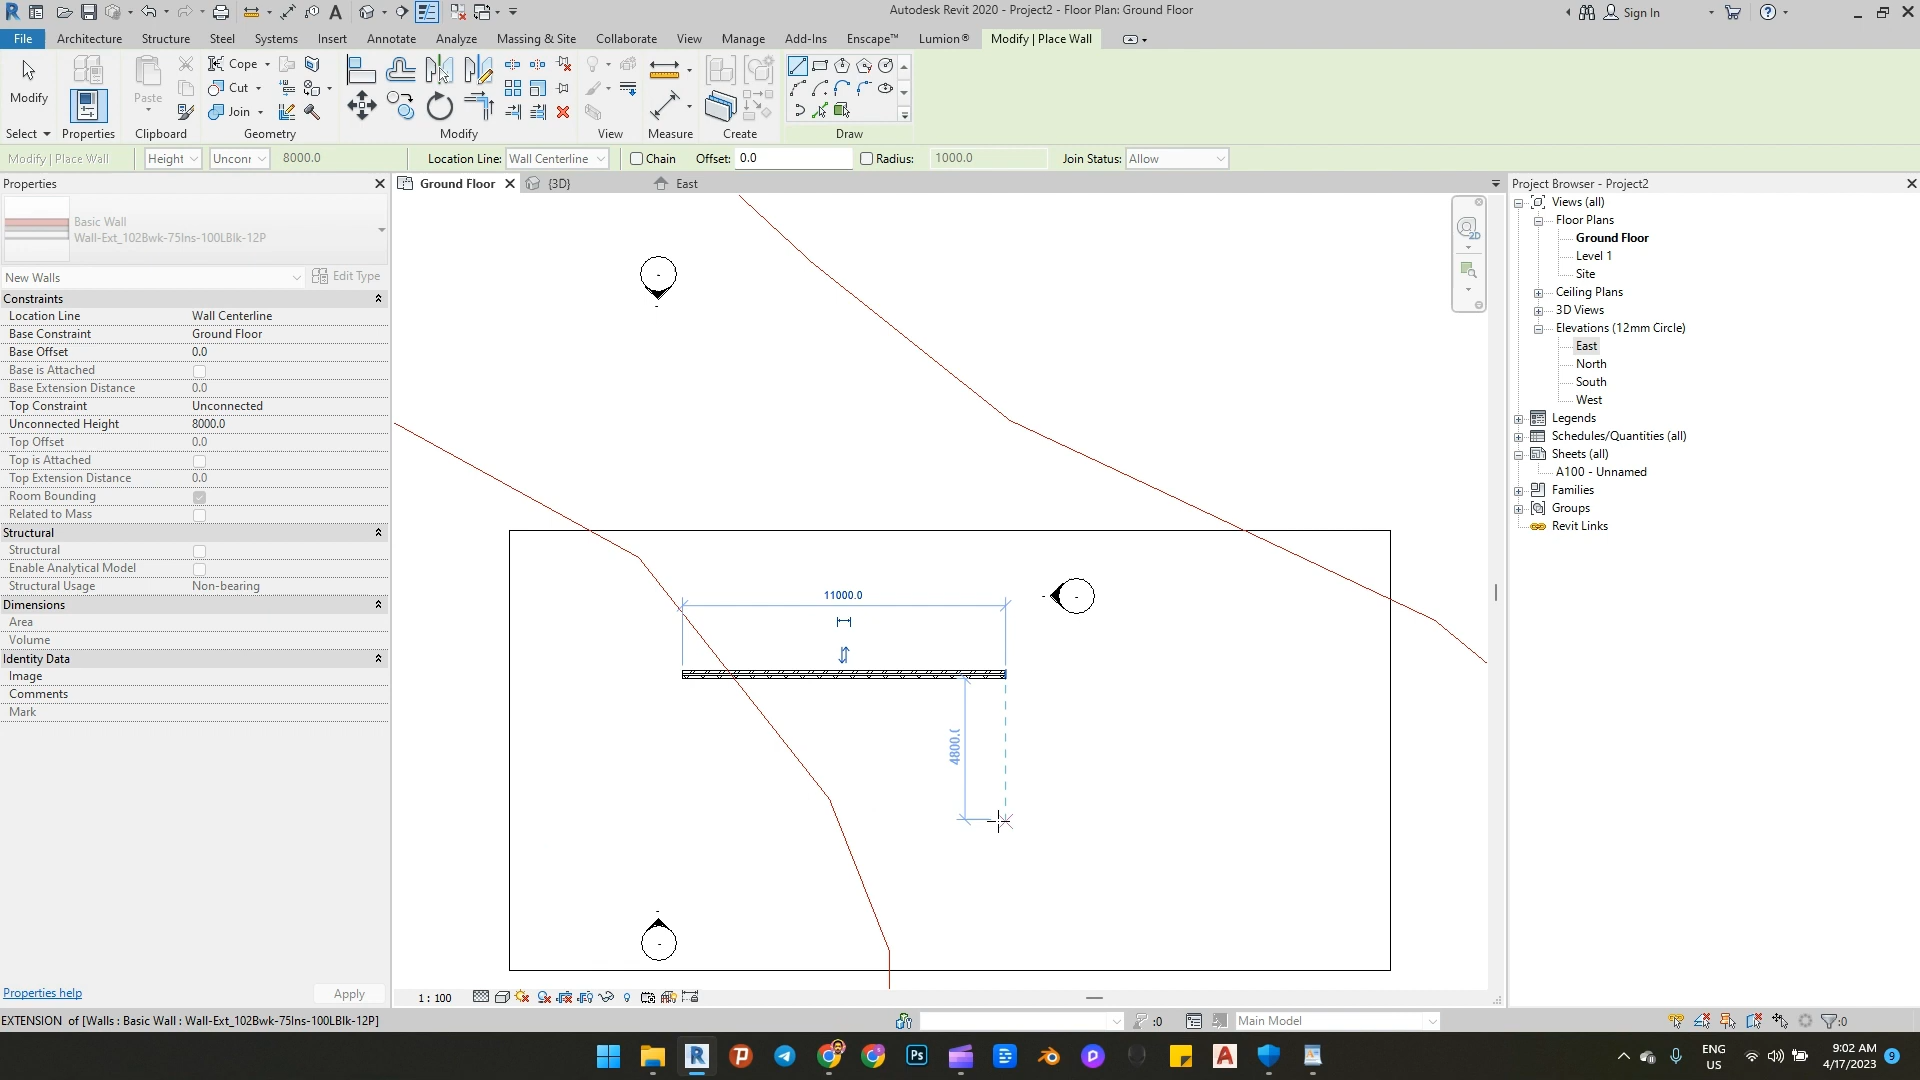 Autodesk Revit 2020 - Project2 - Floor Plan: Ground Floor
Sign In
File
Architecture
Structure
Steel
Systems
Insert
Annotate
Analyze
Massing & Site
Collaborate
View
Manage
Add-Ins
Enscape™
Lumion®
Modify | Place Wall
Modify
Paste
Cope
Cut
Join
Select
Properties
Clipboard
Geometry
Modify
View
Measure
Create
Draw
Modify | Place Wall
Height
Unconr
8000.0
Location Line:
Wall Centerline
Chain
Offset:
0.0
Radius:
1000.0
Join Status:
Allow
Properties
Basic Wall
Wall-Ext_102Bwk-75Ins-100LBlk-12P
New Walls
Edit Type
Constraints
Location Line Wall Centerline
Base Constraint Ground Floor
Base Offset 0.0
Base is Attached
Base Extension Distance 0.0
Top Constraint Unconnected
Unconnected Height 8000.0
Top Offset 0.0
Top is Attached
Top Extension Distance 0.0
Room Bounding
Related to Mass
Structural
Structural
Enable Analytical Model
Structural Usage Non-bearing
Dimensions
Area
Volume
Identity Data
Image
Comments
Mark
Properties help
Apply
Ground Floor
{3D}
East
2D
11000.0
4800.(
1 : 100
Project Browser - Project2
Views (all)
Floor Plans
Ground Floor
Level 1
Site
Ceiling Plans
3D Views
Elevations (12mm Circle)
East
North
South
West
Legends
Schedules/Quantities (all)
Sheets (all)
A100 - Unnamed
Families
Groups
Revit Links
EXTENSION of [Walls : Basic Wall : Wall-Ext_102Bwk-75Ins-100LBlk-12P]
:0
Main Model
:0
ENG
US
9:02 AM
4/17/2023
9